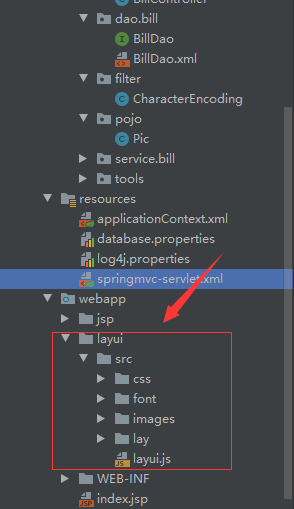 BillController
dao.bill
BillDao
BillDao.xml
filter
CharacterEncoding
pojo
Pic
service.bill
tools
resources
applicationContext.xml
database.properties
log4j.properties
springmvc-servlet.xml
webapp
jsp
layui
src
css
font
images
lay
layui.js
WEB-INF
index.jsp